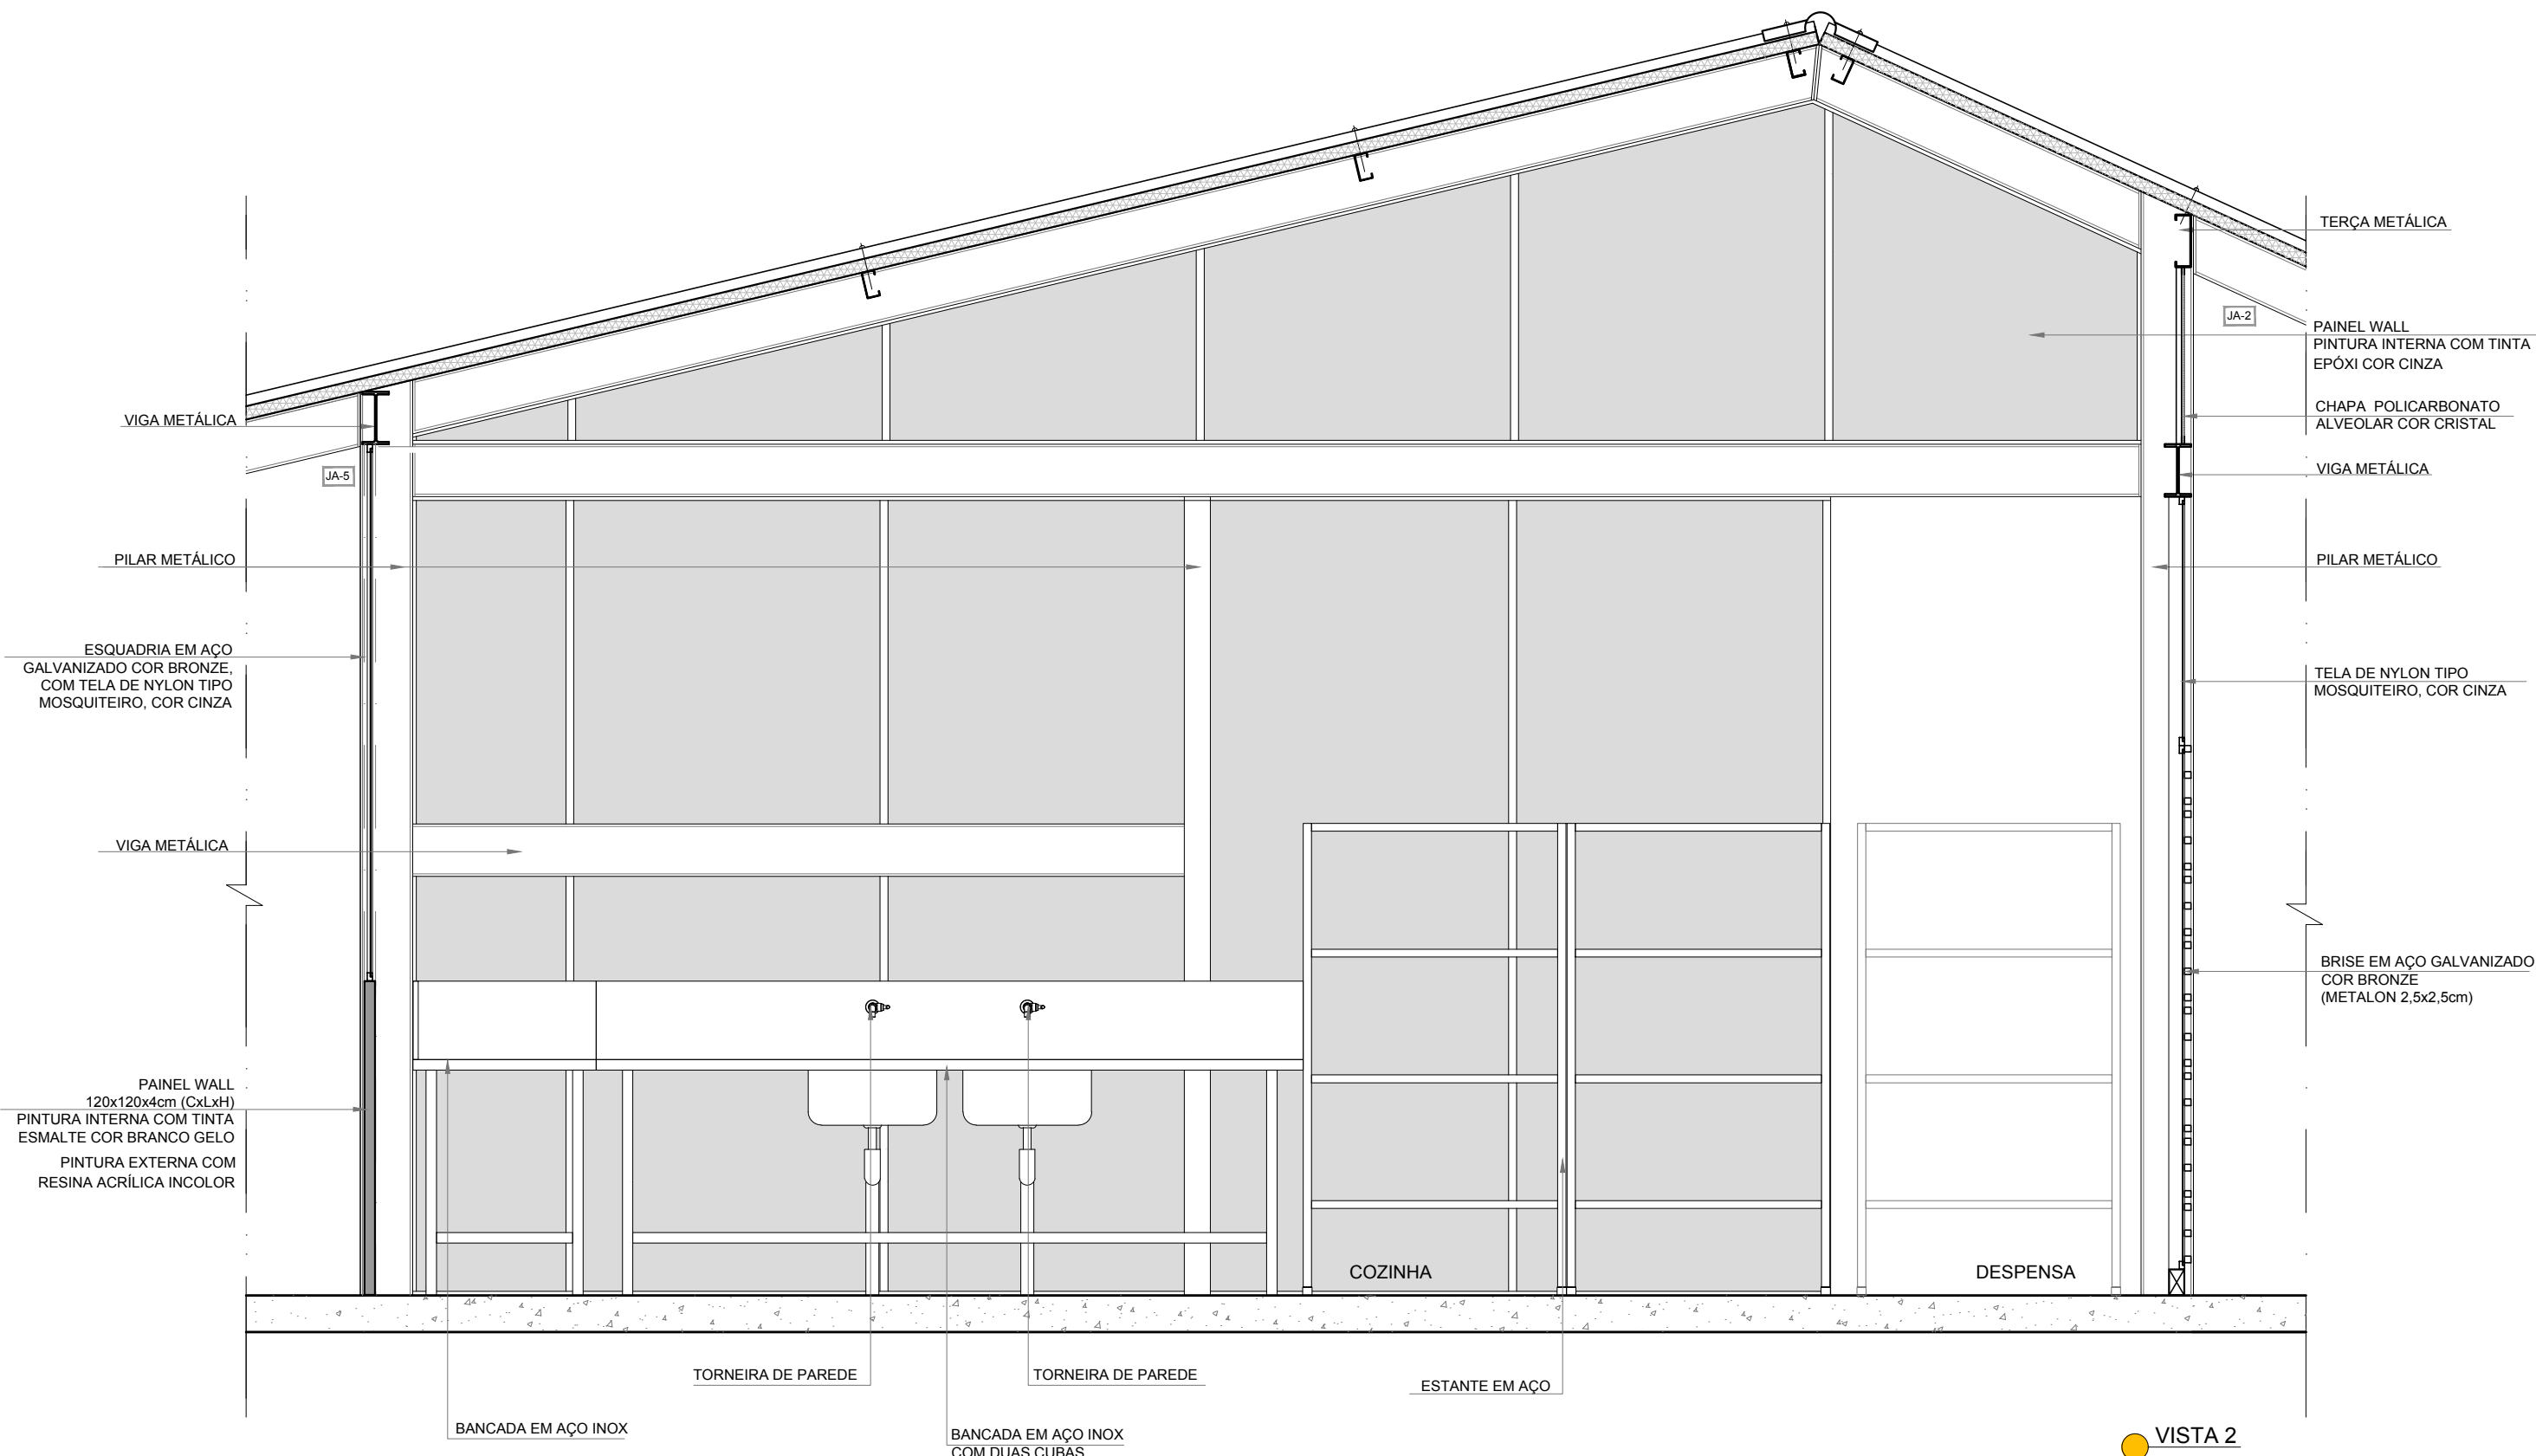 TERÇA METÁLICA
JA-2
PAINEL WALL
PINTURA INTERNA COM TINTA
EPÓXI COR CINZA
CHAPA POLICARBONATO
ALVEOLAR COR CRISTAL
VIGA METÁLICA
VIGA METÁLICA
JA-5
PILAR METÁLICO
PILAR METÁLICO
ESQUADRIA EM AÇO
GALVANIZADO COR BRONZE,
COM TELA DE NYLON TIPO
MOSQUITEIRO, COR CINZA
TELA DE NYLON TIPO
MOSQUITEIRO, COR CINZA
VIGA METÁLICA
BRISE EM AÇO GALVANIZADO
COR BRONZE
(METALON 2,5x2,5cm)
PAINEL WALL
120x120x4cm (CxLxH)
PINTURA INTERNA COM TINTA
ESMALTE COR BRANCO GELO
PINTURA EXTERNA COM
RESINA ACRÍLICA INCOLOR
COZINHA
DESPENSA
TORNEIRA DE PAREDE
TORNEIRA DE PAREDE
ESTANTE EM AÇO
BANCADA EM AÇO INOX
BANCADA EM AÇO INOX
COM DUAS CUBAS
VISTA 2